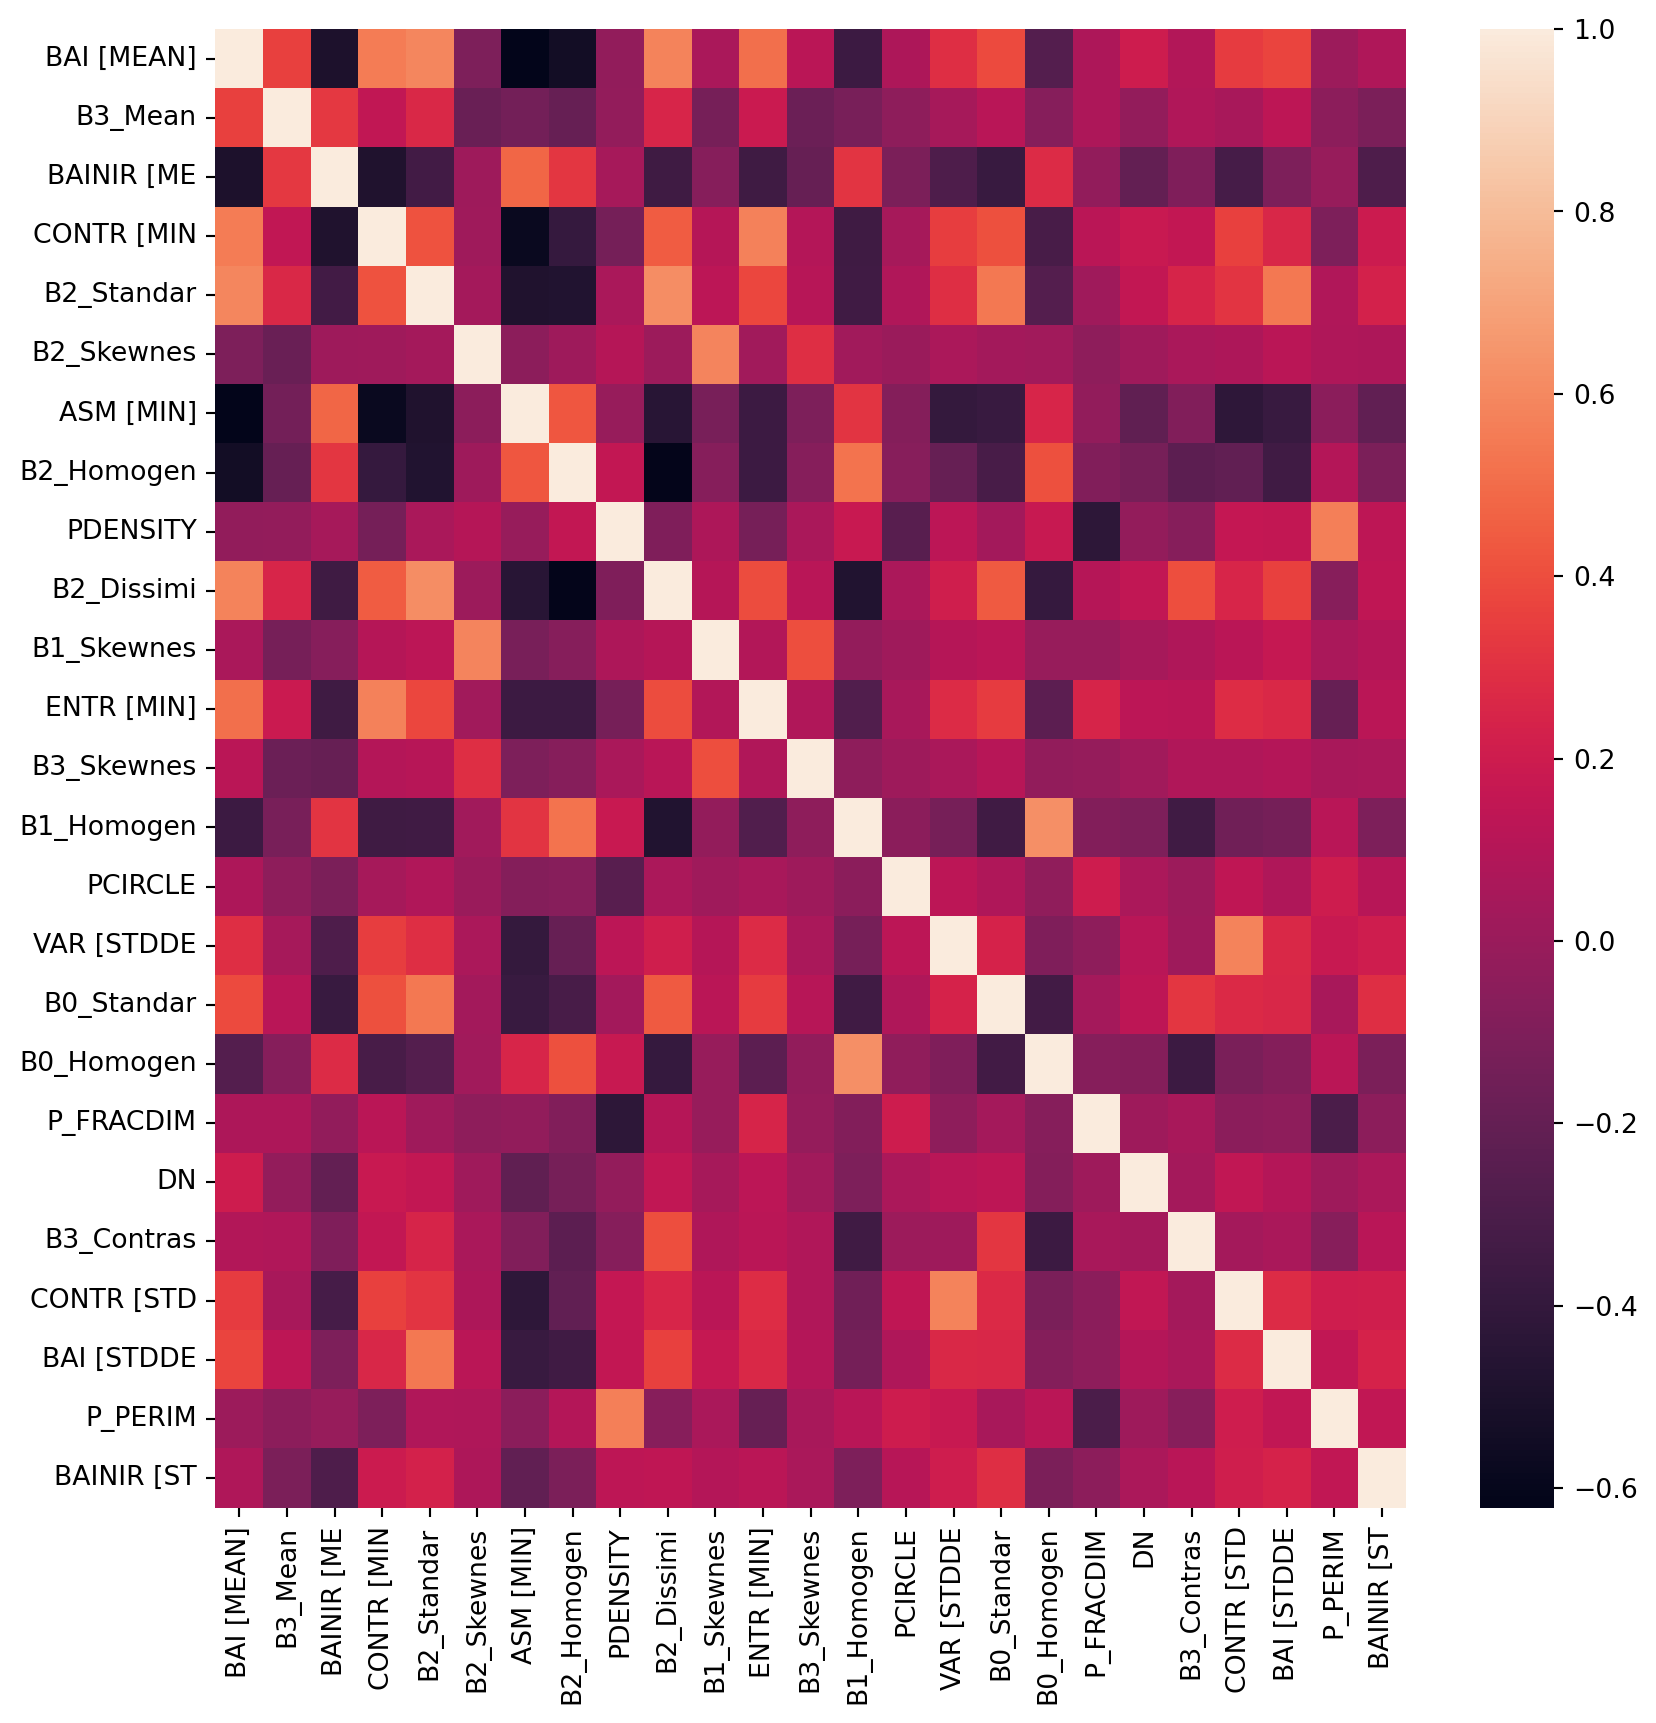 BAI [MEAN]
B3_Mean
BAINIR [ME
CONTR [MIN
B2_Standar
B2_Skewnes
ASM [MIN]
B2_Homogen
PDENSITY
B2_Dissimi
B1_Skewnes
ENTR [MIN]
B3_Skewnes
B1_Homogen
PCIRCLE
VAR [STDDE
B0_Standar
B0_Homogen
P_FRACDIM
DN
B3_Contras
CONTR [STD
BAI [STDDE
P_PERIM
BAINIR [ST
BAI [MEAN]
B3_Mean
BAINIR [ME
CONTR [MIN
B2_Standar
B2_Skewnes
ASM [MIN]
B2_Homogen
PDENSITY
B2_Dissimi
B1_Skewnes
ENTR [MIN]
B3_Skewnes
B1_Homogen
PCIRCLE
VAR [STDDE
B0_Standar
B0_Homogen
P_FRACDIM
DN
B3_Contras
CONTR [STD
BAI [STDDE
P_PERIM
BAINIR [ST
1.0
0.8
0.6
0.4
0.2
0.0
−0.2
−0.4
−0.6